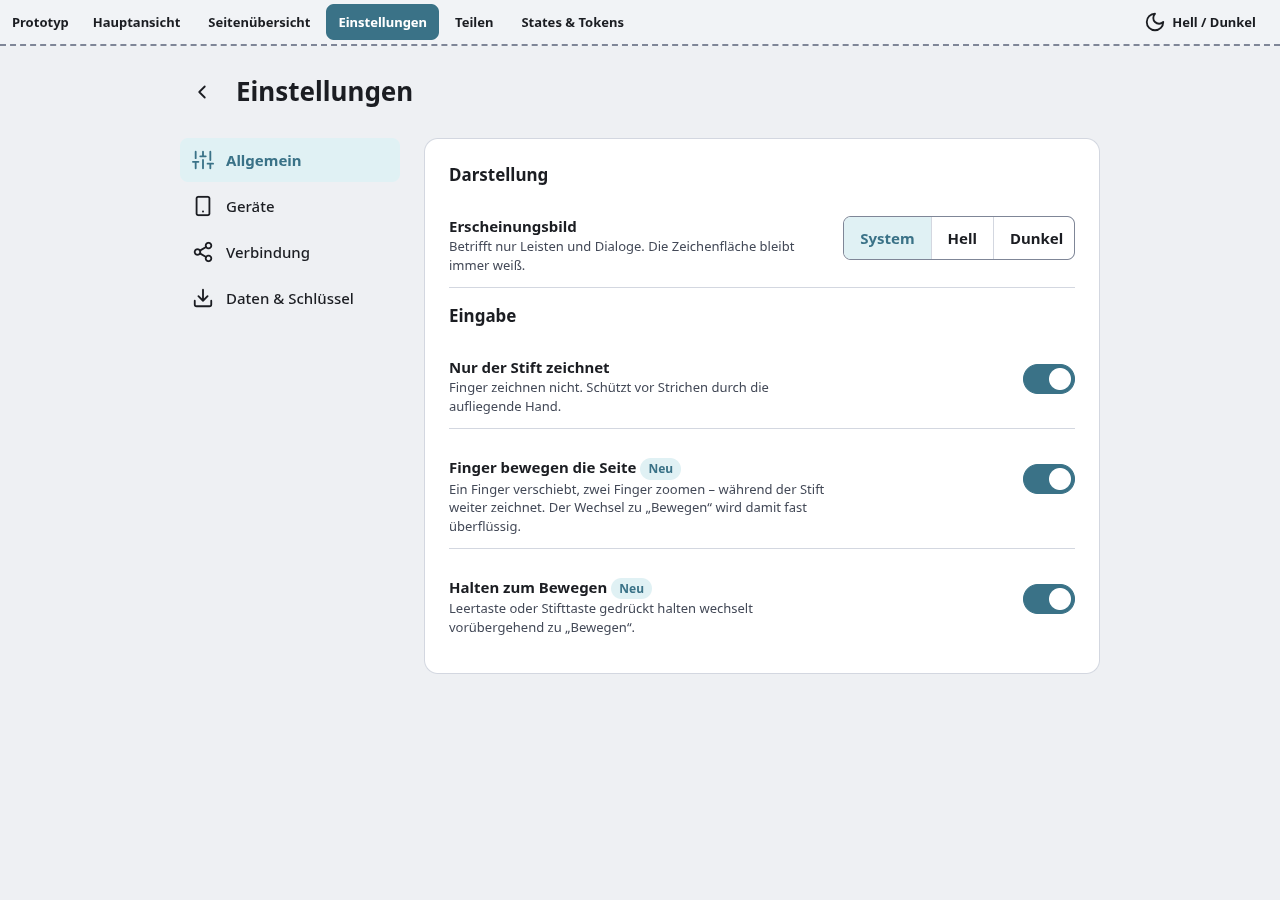 Prototyp Hauptansicht Seitenübersicht Einstellungen Teilen States & Tokens Hell / Dunkel
Einstellungen
Allgemein
Geräte
Verbindung
Daten & Schlüssel
Darstellung
Erscheinungsbild
Betrifft nur Leisten und Dialoge. Die Zeichenfläche bleibt
immer weiß.
System Hell Dunkel
Eingabe
Nur der Stift zeichnet
Finger zeichnen nicht. Schützt vor Strichen durch die
aufliegende Hand.
Finger bewegen die Seite Neu
Ein Finger verschiebt, zwei Finger zoomen – während der Stift
weiter zeichnet. Der Wechsel zu „Bewegen“ wird damit fast
überflüssig.
Halten zum Bewegen Neu
Leertaste oder Stifttaste gedrückt halten wechselt
vorübergehend zu „Bewegen“.